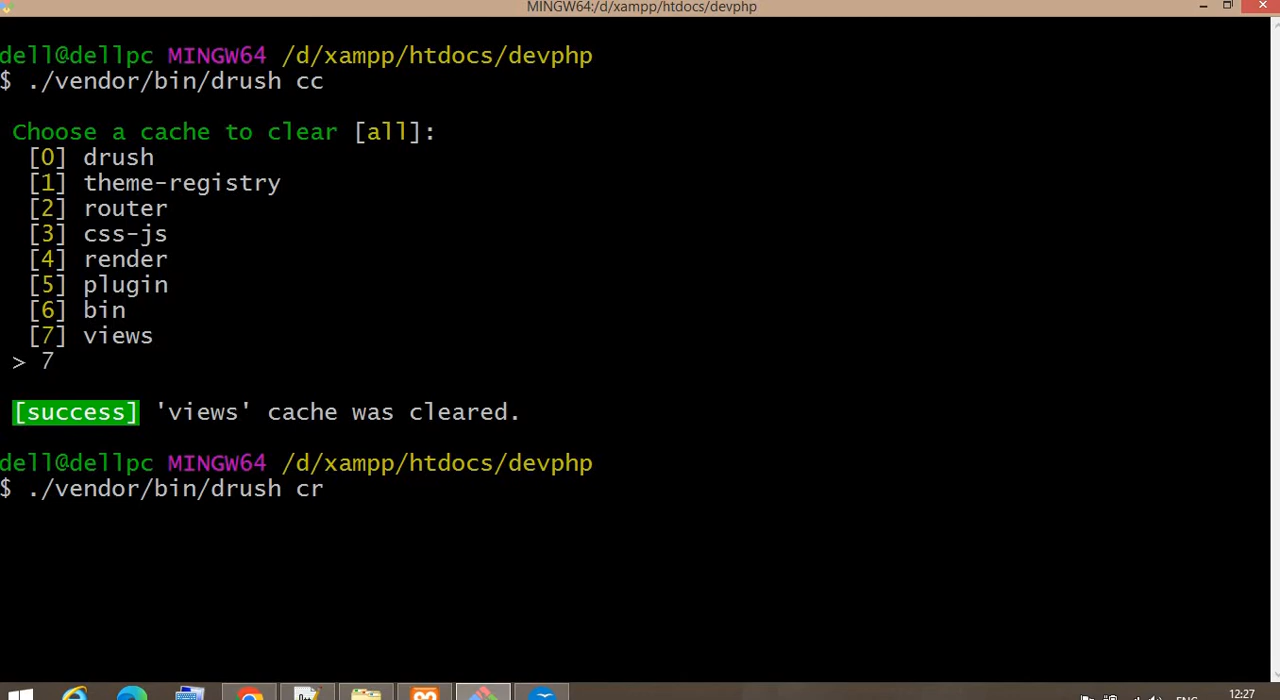 MINGW64:/d/xampp/htdocs/devphp
dell@dellpc MINGW64 /d/xampp/htdocs/devphp
$ ./vendor/bin/drush cc
Choose a cache to clear [all]:
[0] drush
[1] theme-registry
[2] router
[3] css-js
[4] render
[5] plugin
[6] bin
[7] views
> 7
[success] 'views' cache was cleared.
dell@dellpc MINGW64 /d/xampp/htdocs/devphp
$ ./vendor/bin/drush cr
12:27